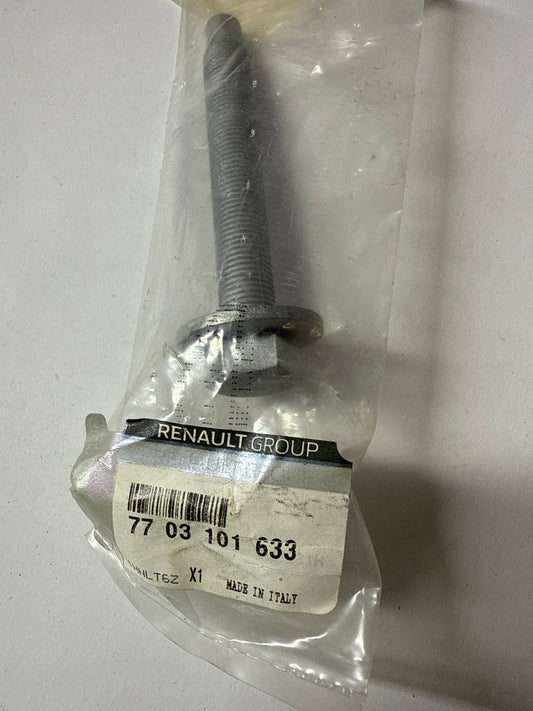 RENAULT GROUP
77 03 101 633
X1 MADE IN ITALY